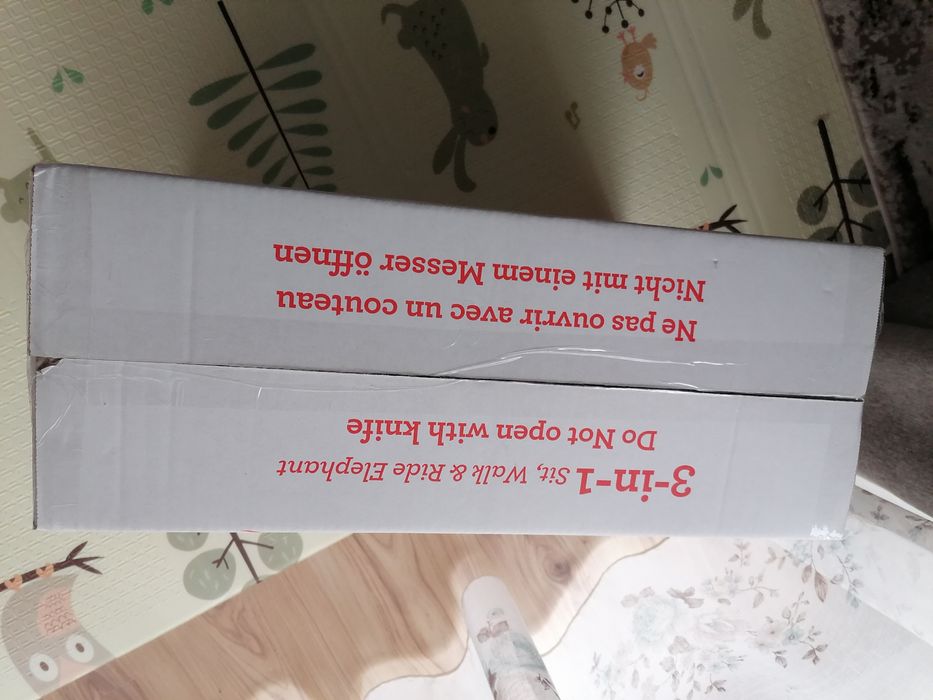 3-in-1 Sit, Walk & Ride Elephant
Do Not open with knife
Ne pas ouvrir avec un couteau
Nicht mit einem Messer öffnen